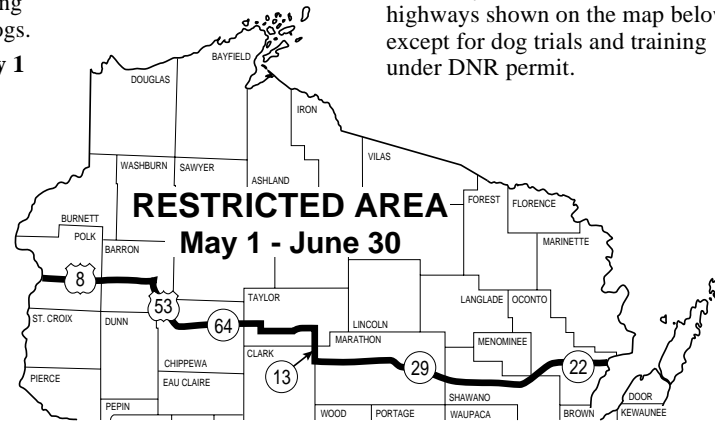 ng
ogs.
y 1
highways shown on the map below
except for dog trials and training
under DNR permit.
BAYFIELD
DOUGLAS
IRON
VILAS
WASHBURN SAWYER
ASHLAND
RESTRICTED AREA
May 1 - June 30
FOREST FLORENCE
BURNETT
POLK
BARRON
MARINETTE
8
53
64
TAYLOR
LANGLADE OCONTO
ST. CROIX DUNN
LINCOLN
MARATHON
MENOMINEE
CLARK
CHIPPEWA
13
29
22
PIERCE
EAU CLAIRE
SHAWANO
DOOR
PEPIN
WOOD PORTAGE WAUPACA BROWN KEWAUNEE